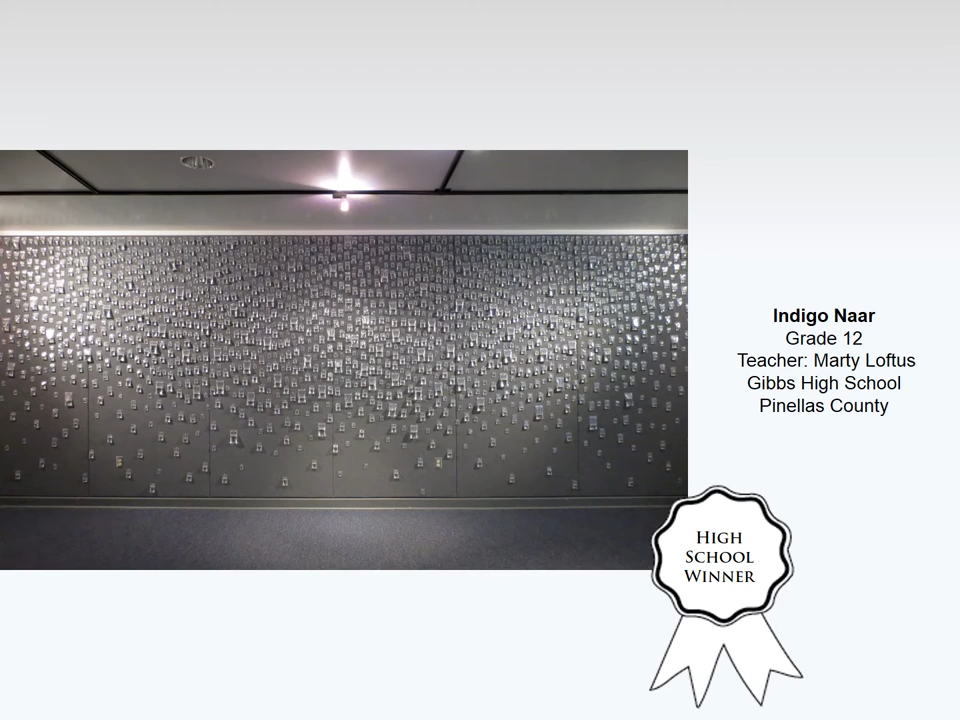 Indigo Naar
Grade 12
Teacher: Marty Loftus
Gibbs High School
Pinellas County
High
School
Winner